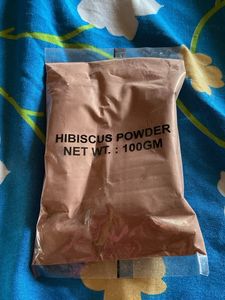 HIBISCUS POWDER
NET WT. : 100GM